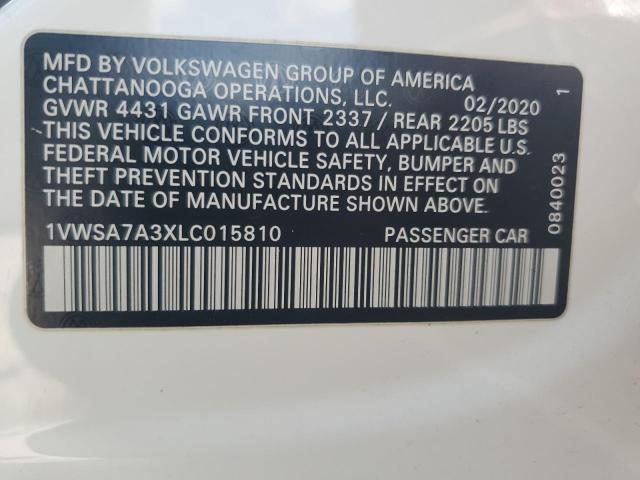 MFD BY VOLKSWAGEN GROUP OF AMERICA
CHATTANOOGA OPERATIONS, LLC. 02/2020
GVWR 4431 GAWR FRONT 2337 / REAR 2205 LBS
THIS VEHICLE CONFORMS TO ALL APPLICABLE U.S.
FEDERAL MOTOR VEHICLE SAFETY, BUMPER AND
THEFT PREVENTION STANDARDS IN EFFECT ON
THE DATE OF MANUFACTURE SHOWN ABOVE.
1VWSA7A3XLC015810 PASSENGER CAR
0840023 1